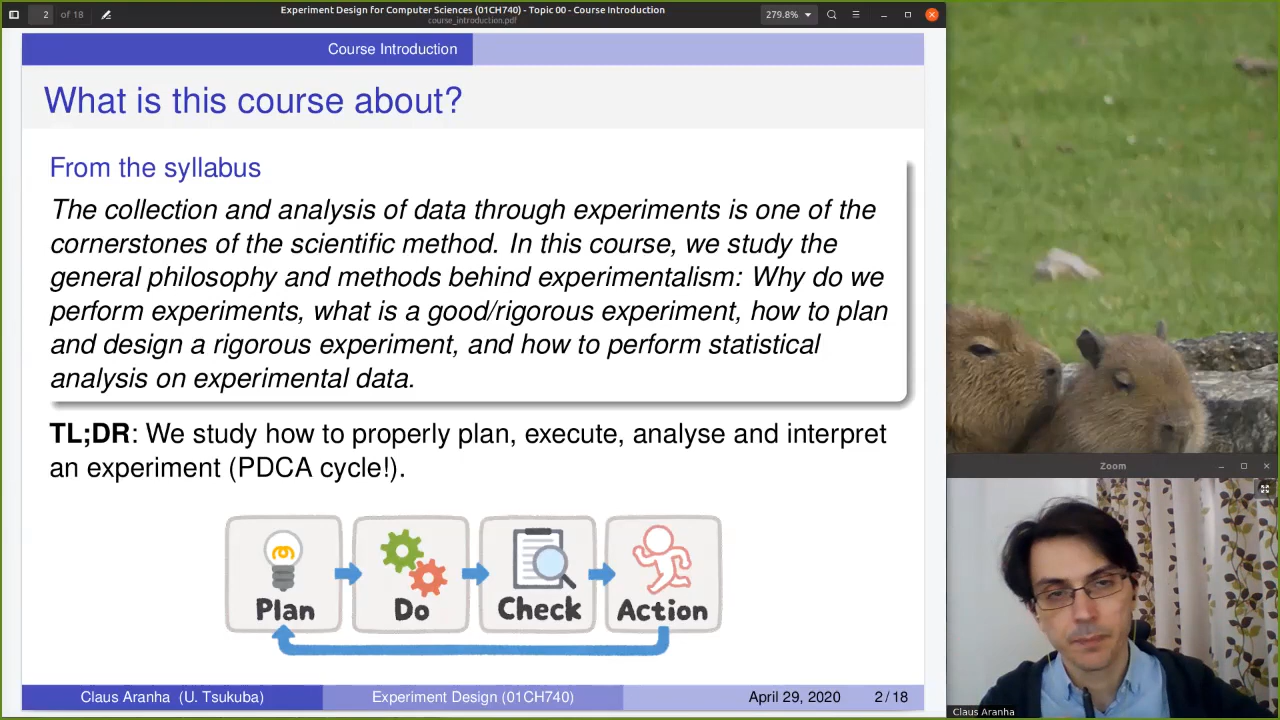 2 of 18
Experiment Design for Computer Sciences (01CH740) - Topic 00 - Course Introduction
course_introduction.pdf
279.8%
Course Introduction
What is this course about?
From the syllabus
The collection and analysis of data through experiments is one of the
cornerstones of the scientific method. In this course, we study the
general philosophy and methods behind experimentalism: Why do we
perform experiments, what is a good/rigorous experiment, how to plan
and design a rigorous experiment, and how to perform statistical
analysis on experimental data.
TL;DR: We study how to properly plan, execute, analyse and interpret
an experiment (PDCA cycle!).
Plan Do Check Action
Claus Aranha (U. Tsukuba) Experiment Design (01CH740) April 29, 2020 2 / 18
Zoom
Claus Aranha